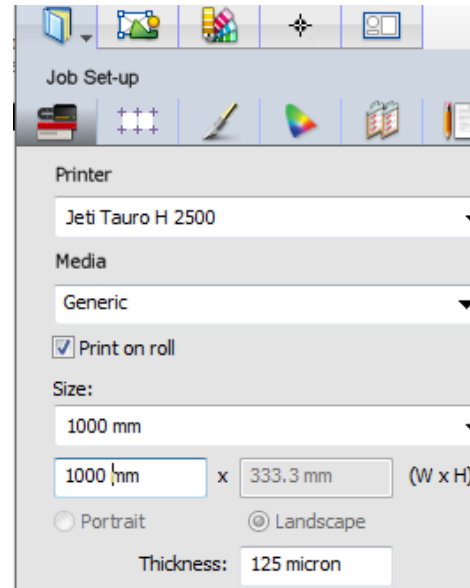 Job Set-up
Printer
Jeti Tauro H 2500
Media
Generic
Print on roll
Size:
1000 mm
1000 mm x 333.3 mm (W x H)
Portrait Landscape
Thickness: 125 micron